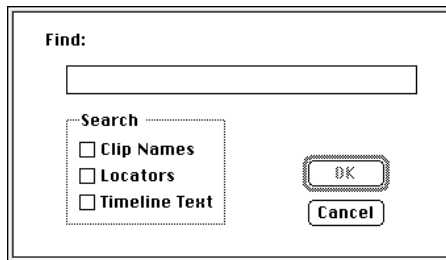 Find:
Search
Clip Names
Locators
Timeline Text
OK
Cancel